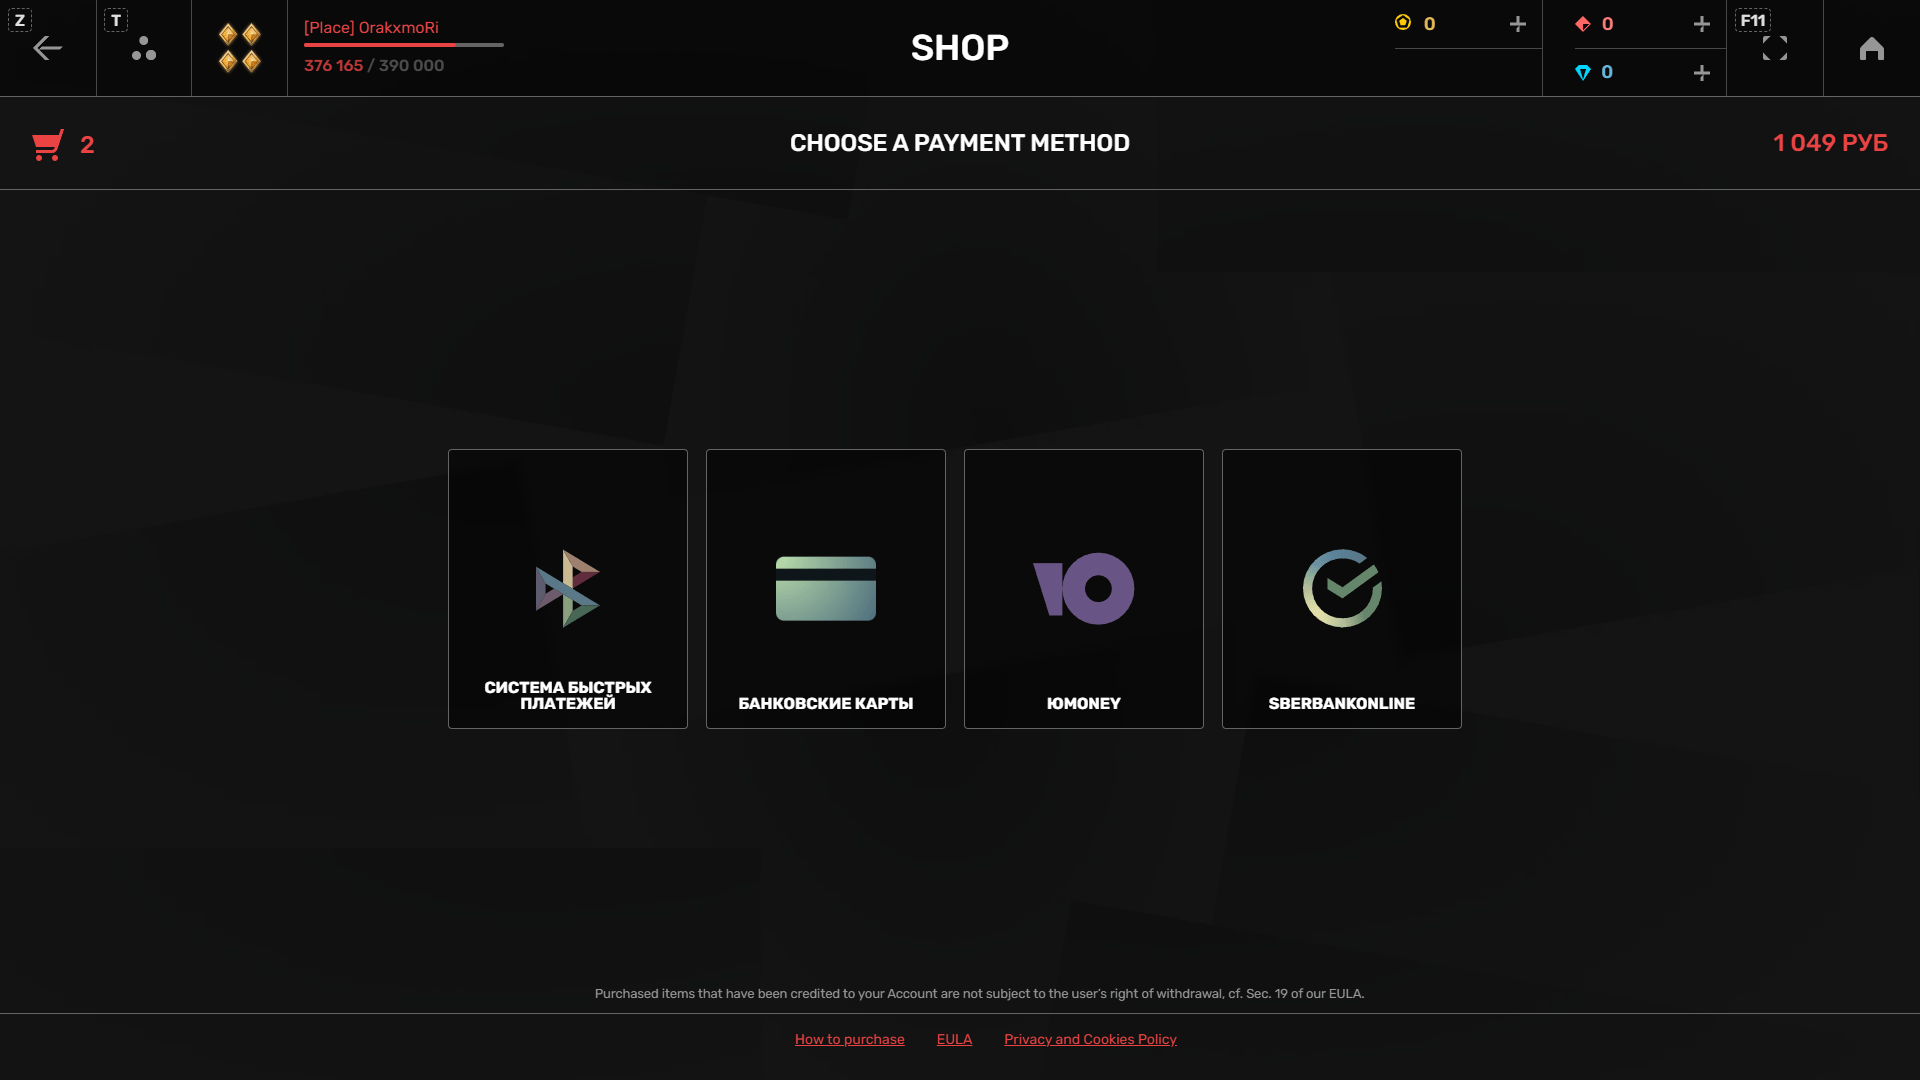 Z
T
[Place] OrakxmoRi
376 165 / 390 000
SHOP
0
0
0
F11
2
CHOOSE A PAYMENT METHOD
1 049 РУБ
СИСТЕМА БЫСТРЫХ
ПЛАТЕЖЕЙ
БАНКОВСКИЕ КАРТЫ
ЮMONEY
SBERBANKONLINE
Purchased items that have been credited to your Account are not subject to the user's right of withdrawal, cf. Sec. 19 of our EULA.
How to purchase
EULA
Privacy and Cookies Policy